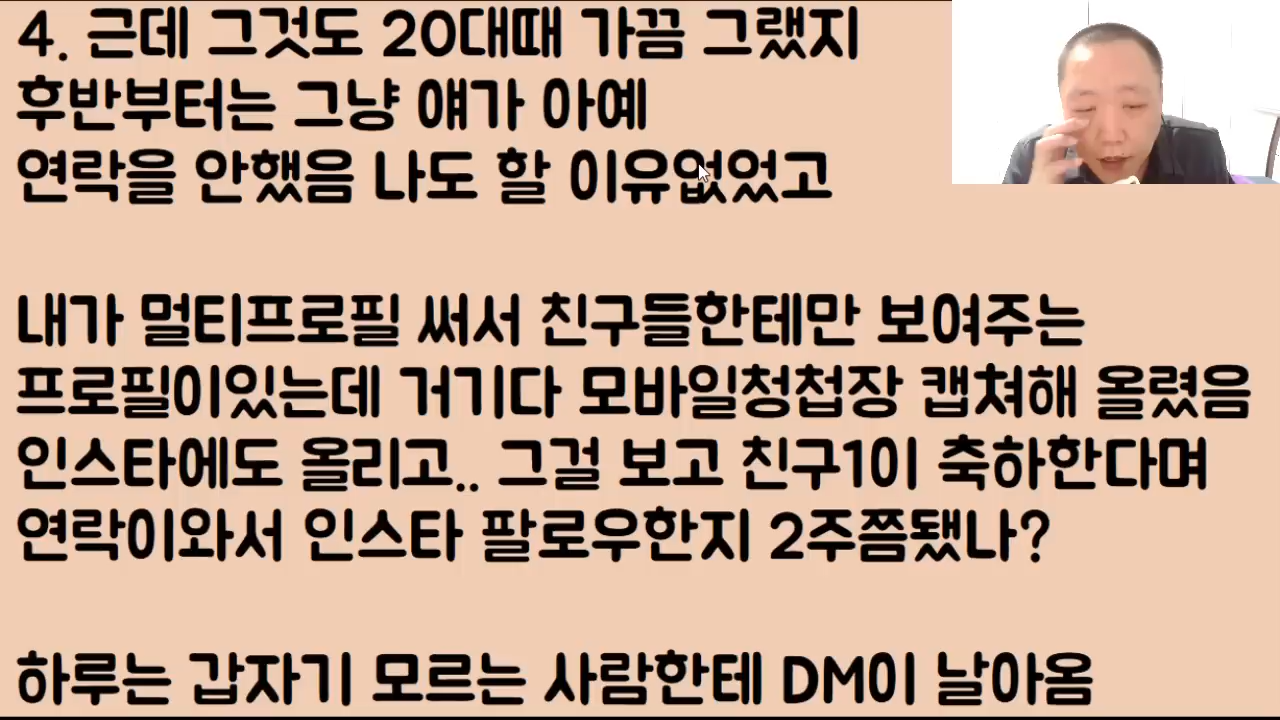 4. 근데 그것도 20대때 가끔 그랬지
후반부터는 그냥 얘가 아예
연락을 안했음 나도 할 이유없었고
내가 멀티프로필 써서 친구들한테만 보여주는
프로필이있는데 거기다 모바일청첩장 캡쳐해 올렸음
인스타에도 올리고.. 그걸 보고 친구1이 축하한다며
연락이와서 인스타 팔로우한지 2주쯤됐나?
하루는 갑자기 모르는 사람한테 DM이 날아옴